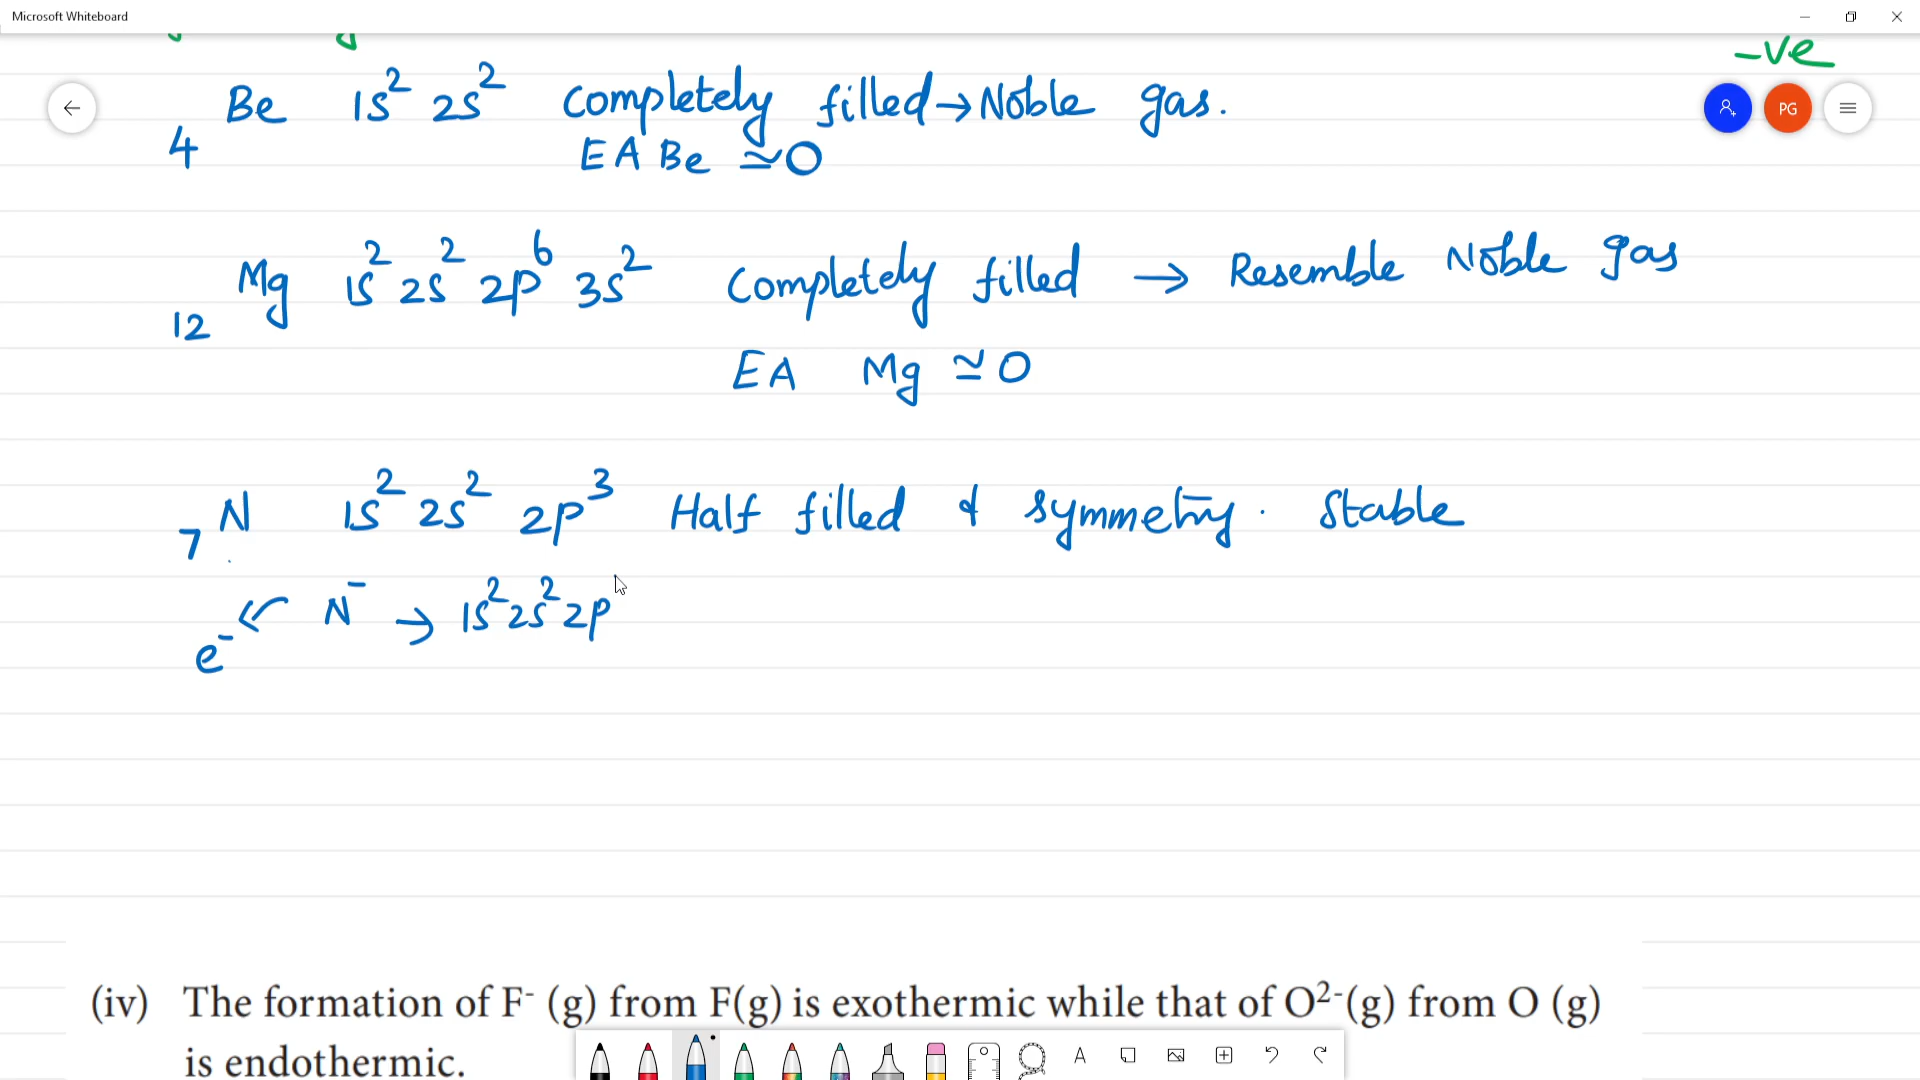 Microsoft Whiteboard
-ve
PG
4 Be 1s² 2s² Completely filled → Noble gas.
EA Be ≃ 0
12 Mg 1s² 2s² 2p⁶ 3s² Completely filled → Resemble Noble gas
EA Mg ≃ 0
7 N 1s² 2s² 2p³ Half filled & symmetry. Stable
e⁻ N⁻ → 1s² 2s² 2p
(iv) The formation of F⁻ (g) from F(g) is exothermic while that of O²⁻(g) from O (g)
is endothermic.
A